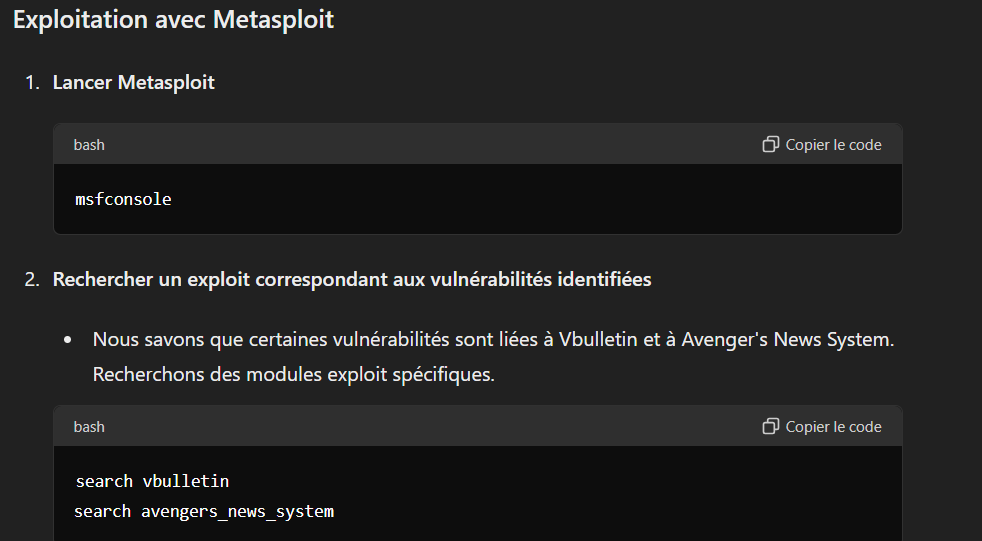 Exploitation avec Metasploit
1. Lancer Metasploit
bash
Copier le code
msfconsole
2. Rechercher un exploit correspondant aux vulnérabilités identifiées
• Nous savons que certaines vulnérabilités sont liées à Vbulletin et à Avenger's News System.
Recherchons des modules exploit spécifiques.
bash
Copier le code
search vbulletin
search avengers_news_system